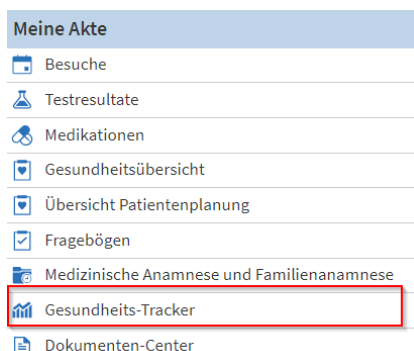 Meine Akte
Besuche
Testresultate
Medikationen
Gesundheitsübersicht
Übersicht Patientenplanung
Fragebögen
Medizinische Anamnese und Familienanamnese
Gesundheits-Tracker
Dokumenten-Center